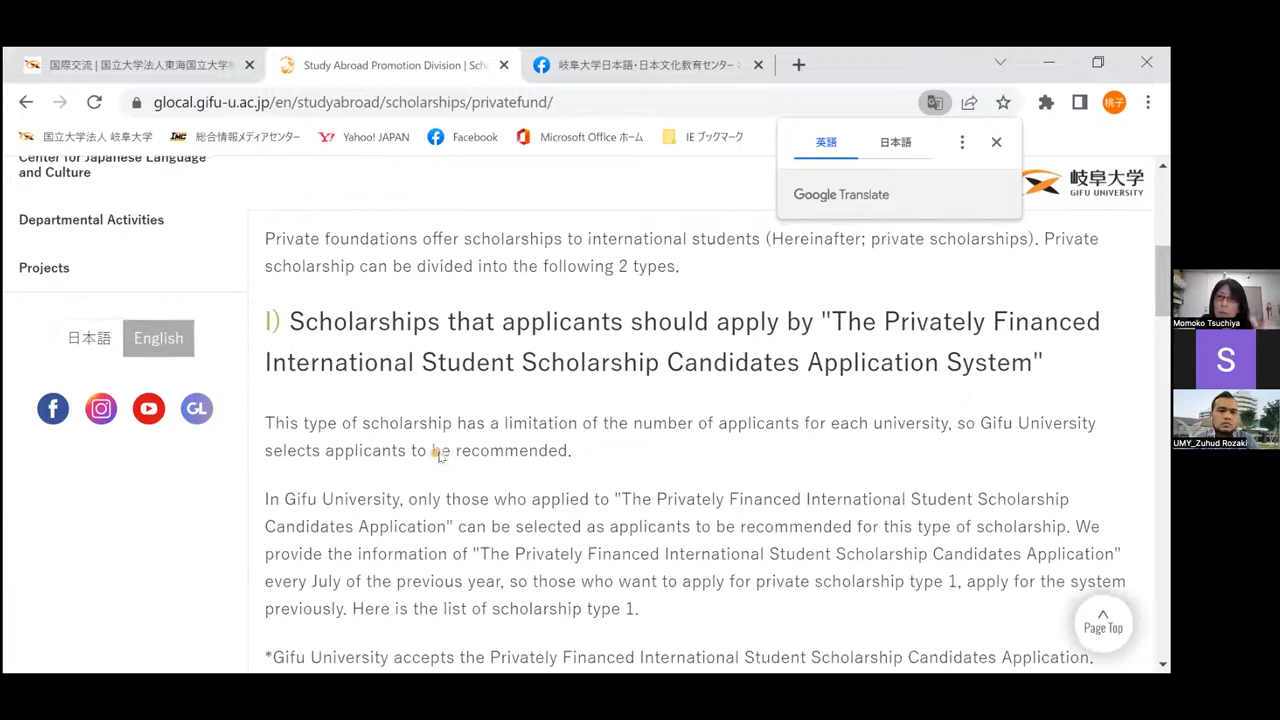 国際交流 | 国立大学法人東海国立大学
Study Abroad Promotion Division | Sch
岐阜大学日本語・日本文化教育センター
glocal.gifu-u.ac.jp/en/studyabroad/scholarships/privatefund/
桃子
国立大学法人 岐阜大学
IMC 総合情報メディアセンター
Yahoo! JAPAN
Facebook
Microsoft Office ホーム
IE ブックマーク
英語
日本語
Google Translate
岐阜大学
GIFU UNIVERSITY
Center for Japanese Language
and Culture
Departmental Activities
Projects
日本語
English
GL
Private foundations offer scholarships to international students (Hereinafter; private scholarships). Private
scholarship can be divided into the following 2 types.
I) Scholarships that applicants should apply by "The Privately Financed
International Student Scholarship Candidates Application System"
This type of scholarship has a limitation of the number of applicants for each university, so Gifu University
selects applicants to be recommended.
In Gifu University, only those who applied to "The Privately Financed International Student Scholarship
Candidates Application" can be selected as applicants to be recommended for this type of scholarship. We
provide the information of "The Privately Financed International Student Scholarship Candidates Application"
every July of the previous year, so those who want to apply for private scholarship type 1, apply for the system
previously. Here is the list of scholarship type 1.
*Gifu University accepts the Privately Financed International Student Scholarship Candidates Application.
Page Top
Momoko Tsuchiya
S
UMY_Zuhud Rozaki